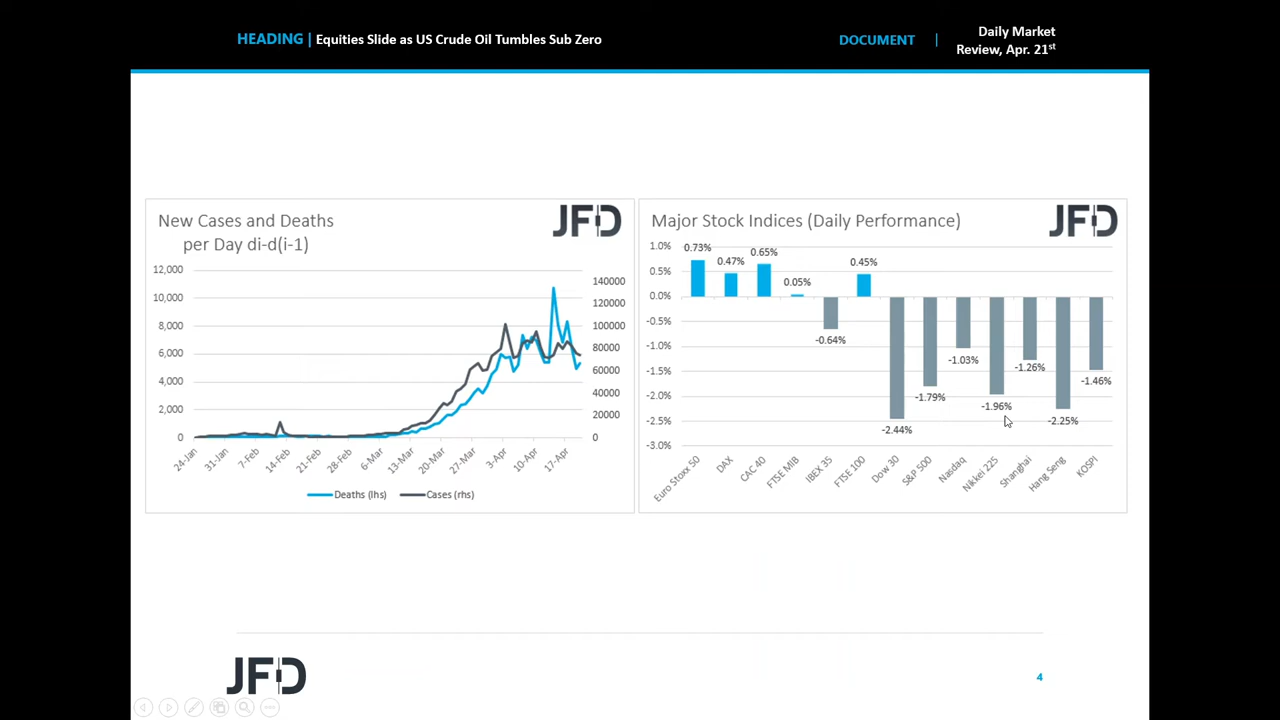 HEADING | Equities Slide as US Crude Oil Tumbles Sub Zero
DOCUMENT |
Daily Market
Review, Apr. 21st
New Cases and Deaths
per Day di-d(i-1)
JFD
12,000
10,000
8,000
6,000
4,000
2,000
0
140000
120000
100000
80000
60000
40000
20000
0
24-Jan
31-Jan
7-Feb
14-Feb
21-Feb
28-Feb
6-Mar
13-Mar
20-Mar
27-Mar
3-Apr
10-Apr
17-Apr
Deaths (lhs)
Cases (rhs)
Major Stock Indices (Daily Performance)
JFD
1.0%
0.5%
0.0%
-0.5%
-1.0%
-1.5%
-2.0%
-2.5%
-3.0%
0.73%
0.47%
0.65%
0.05%
-0.64%
0.45%
-2.44%
-1.79%
-1.03%
-1.96%
-1.26%
-2.25%
-1.46%
Euro Stoxx 50
DAX
CAC 40
FTSE MIB
IBEX 35
FTSE 100
Dow 30
S&P 500
Nasdaq
Nikkei 225
Shanghai
Hang Seng
KOSPI
JFD
4